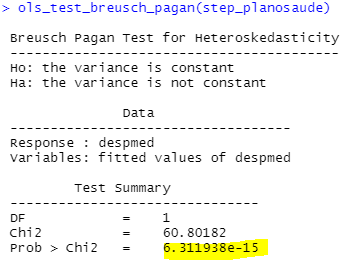 > ols_test_breusch_pagan(step_planosaude)
Breusch Pagan Test for Heteroskedasticity
-----------------------------------------
Ho: the variance is constant
Ha: the variance is not constant
Data
-----------------------------------
Response : despmed
Variables: fitted values of despmed
Test Summary
-------------------------------
DF = 1
Chi2 = 60.80182
Prob > Chi2 = 6.311938e-15